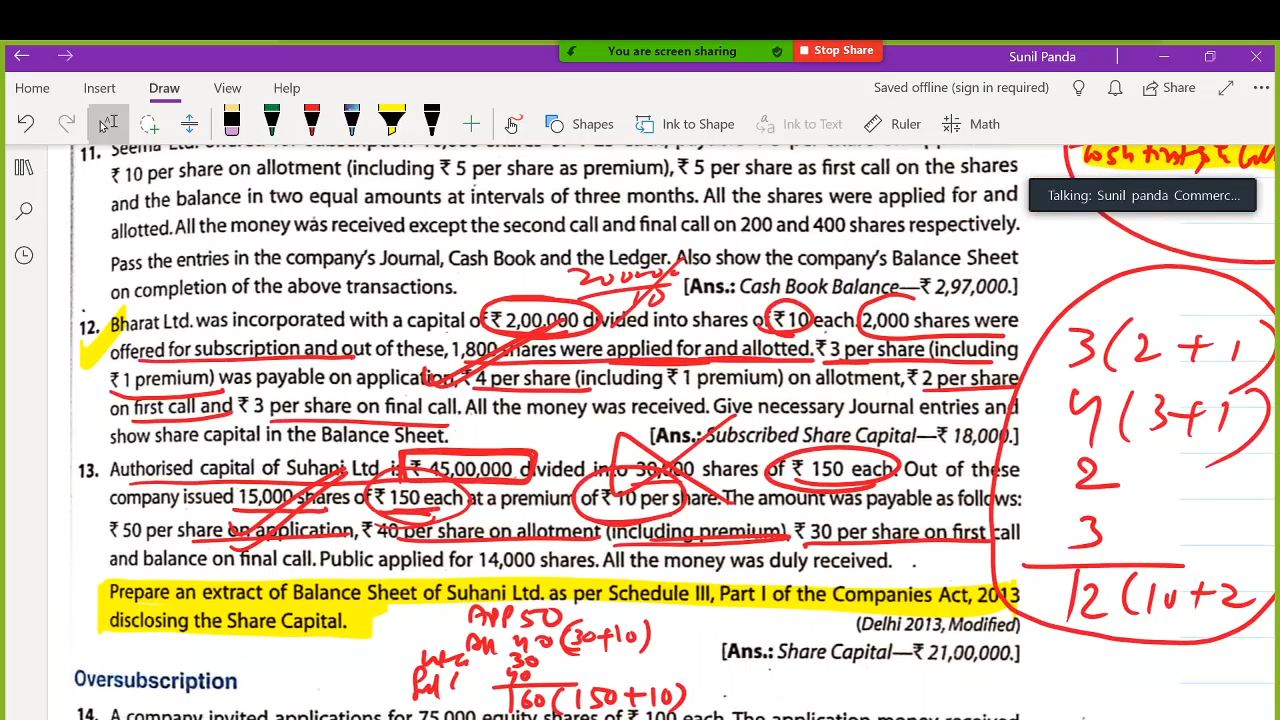 You are screen sharing
Stop Share
Sunil Panda
Home Insert Draw View Help
Saved offline (sign in required)
Share
Shapes
Ink to Shape
Ink to Text
Ruler
Math
Talking: Sunil panda Commerc...
₹ 10 per share on allotment (including ₹ 5 per share as premium), ₹ 5 per share as first call on the shares
and the balance in two equal amounts at intervals of three months. All the shares were applied for and
allotted. All the money was received except the second call and final call on 200 and 400 shares respectively.
Pass the entries in the company's Journal, Cash Book and the Ledger. Also show the company's Balance Sheet
on completion of the above transactions. [Ans.: Cash Book Balance—₹ 2,97,000.]
12. Bharat Ltd. was incorporated with a capital of ₹ 2,00,000 divided into shares of ₹ 10 each. 2,000 shares were
offered for subscription and out of these, 1,800 shares were applied for and allotted. ₹ 3 per share (including
₹ 1 premium) was payable on application, ₹ 4 per share (including ₹ 1 premium) on allotment, ₹ 2 per share
on first call and ₹ 3 per share on final call. All the money was received. Give necessary Journal entries and
show share capital in the Balance Sheet. [Ans.: Subscribed Share Capital—₹ 18,000.]
13. Authorised capital of Suhani Ltd. is ₹ 45,00,000 divided into 30,000 shares of ₹ 150 each. Out of these
company issued 15,000 shares of ₹ 150 each at a premium of ₹ 10 per share. The amount was payable as follows:
₹ 50 per share on application, ₹ 40 per share on allotment (including premium), ₹ 30 per share on first call
and balance on final call. Public applied for 14,000 shares. All the money was duly received.
Prepare an extract of Balance Sheet of Suhani Ltd. as per Schedule III, Part I of the Companies Act, 2013
disclosing the Share Capital.
(Delhi 2013, Modified)
[Ans.: Share Capital—₹ 21,00,000.]
APP 50
40 (30+10)
30
40
160 (150+10)
3 (2+1)
4 (3+1)
2
3
12 (10+2
Oversubscription
14. A company invited applications for 75,000 equity shares of ₹ 100 each. The application money received